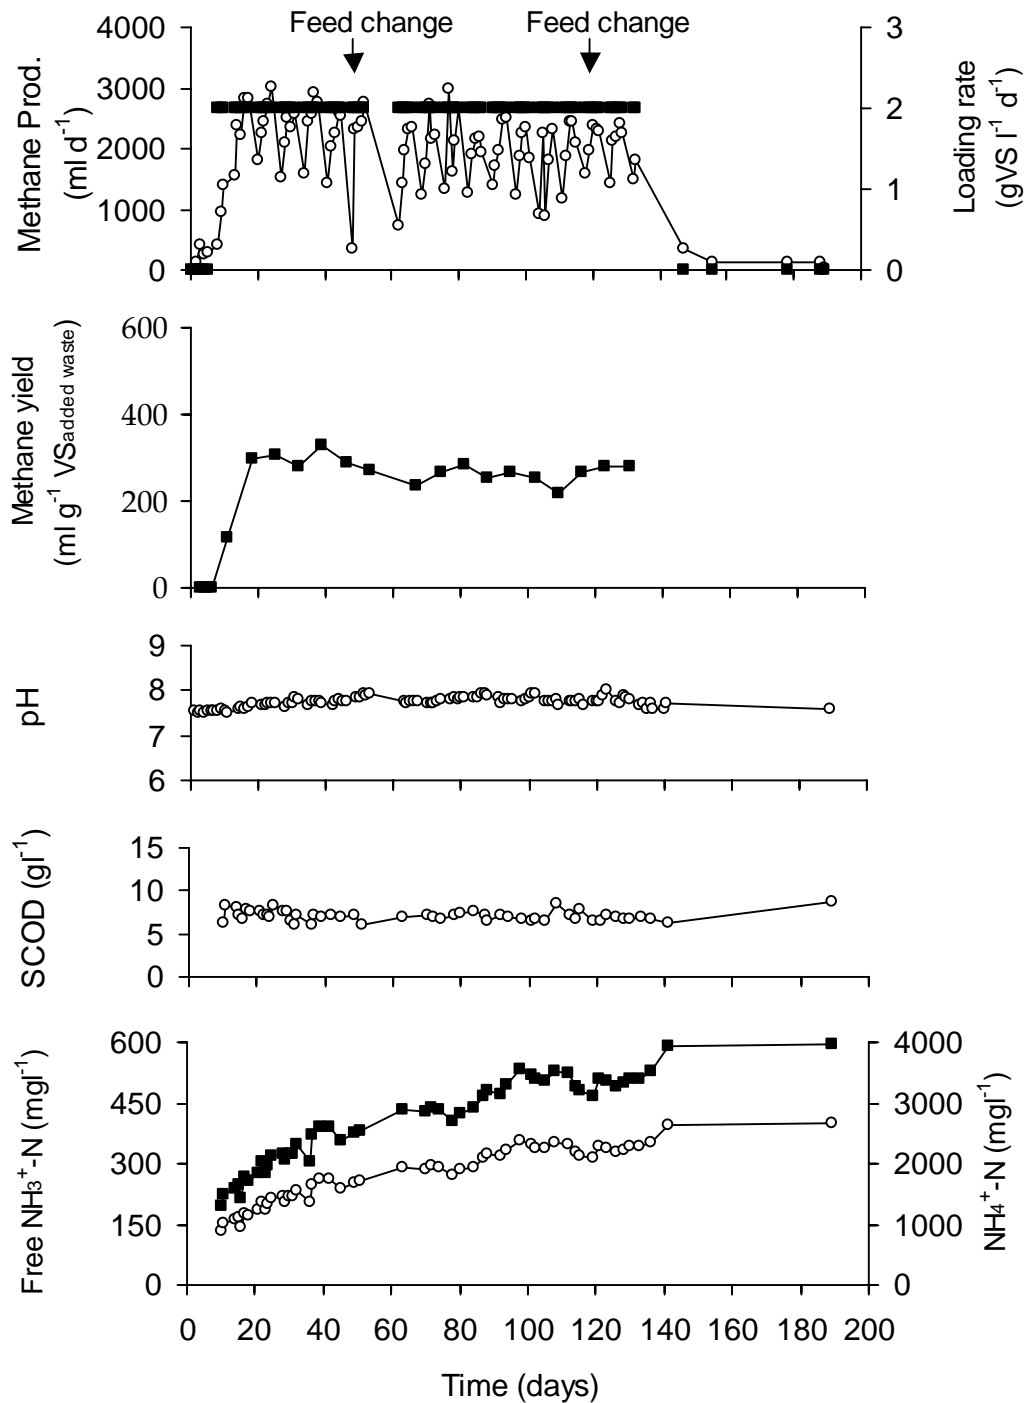 Feed change Feed change
Methane Prod.
(ml d⁻¹)
4000
3000
2000
1000
0
3
2
1
0
Loading rate
(gVS l⁻¹ d⁻¹)
Methane yield
(ml g⁻¹ VSadded waste)
600
400
200
0
pH
9
8
7
6
SCOD (gl⁻¹)
15
10
5
0
Free NH₃⁺-N (mgl⁻¹)
600
450
300
150
0
4000
3000
2000
1000
0
NH₄⁺-N (mgl⁻¹)
0 20 40 60 80 100 120 140 160 180 200
Time (days)